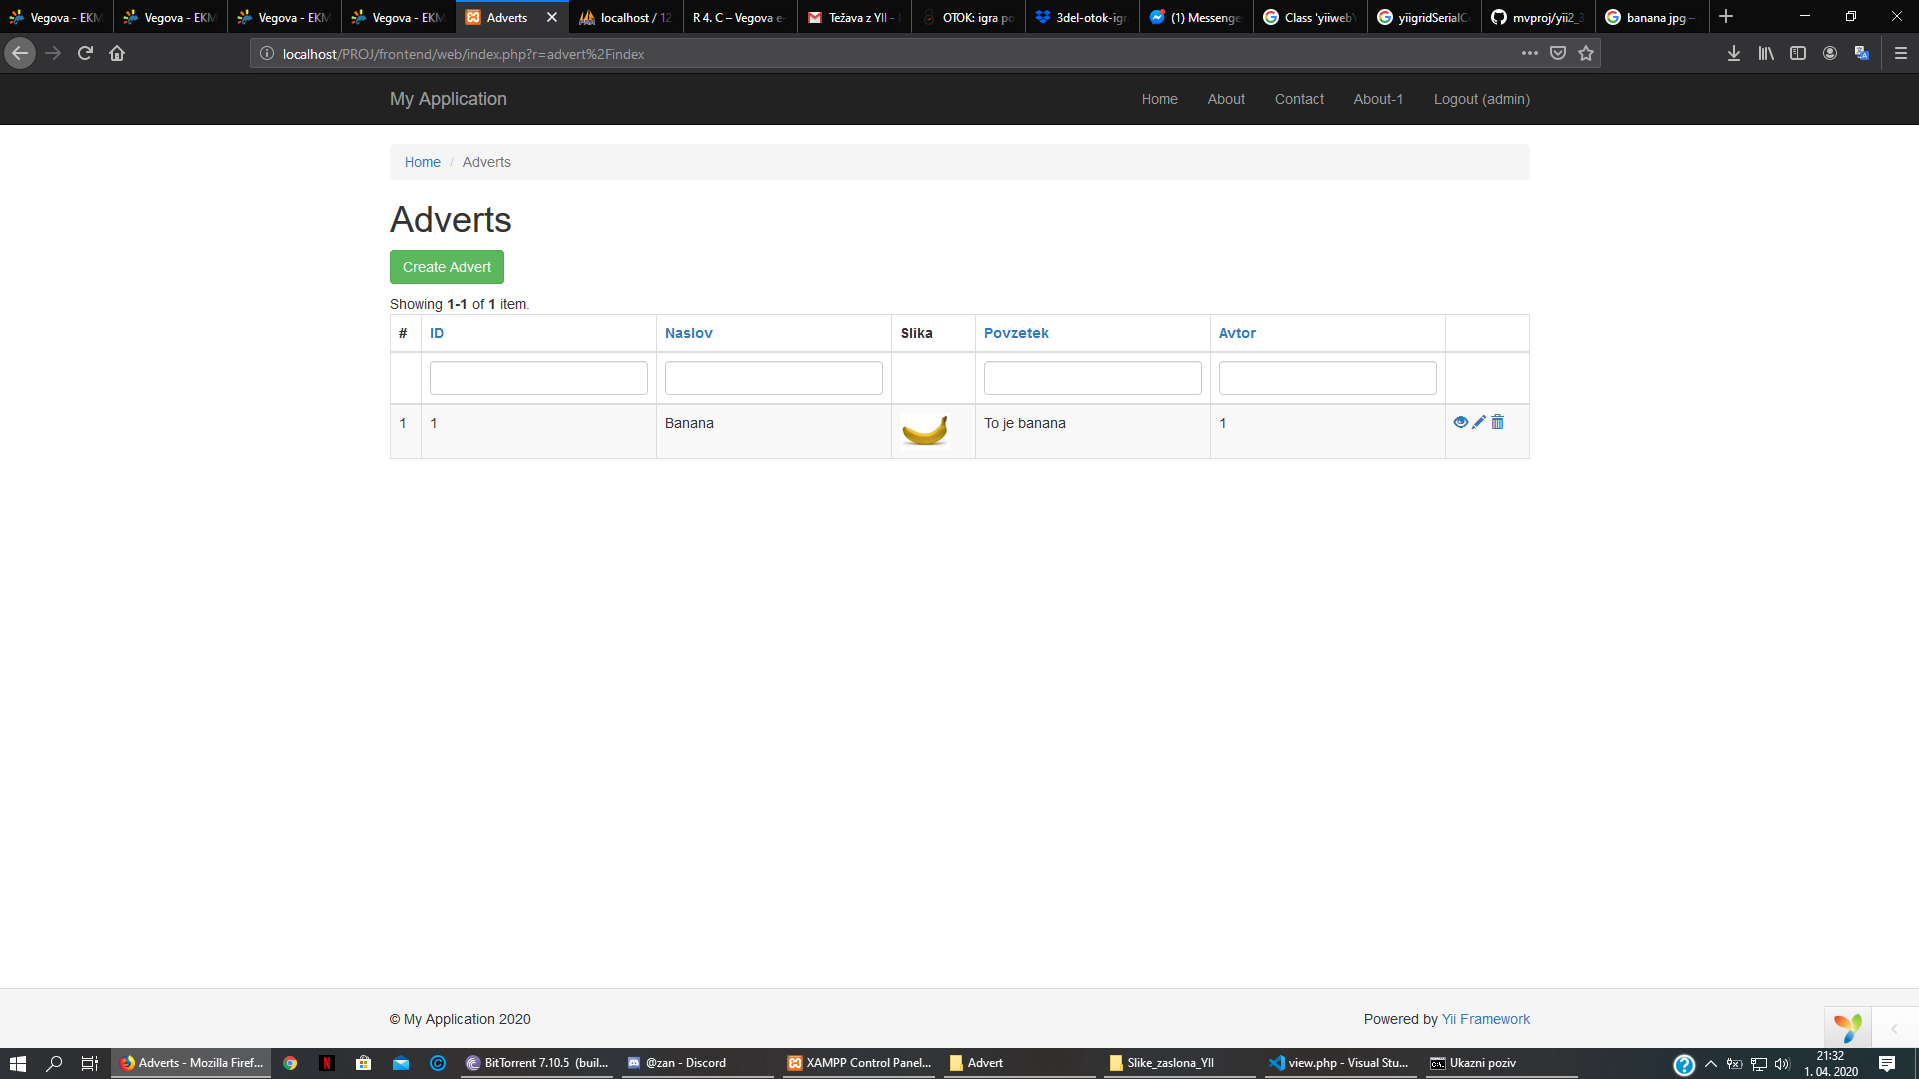 Vegova - EKM
Vegova - EKM
Vegova - EKM
Vegova - EKM
Adverts
localhost / 12
R 4. C – Vegova e-
Težava z YII -
OTOK: igra po
3del-otok-igr
(1) Messenge
Class 'yii\web\
yiigridSerialCo
mvproj/yii2_3
banana jpg –
localhost/PROJ/frontend/web/index.php?r=advert%2Findex
My Application
Home
About
Contact
About-1
Logout (admin)
Home / Adverts
Adverts
Create Advert
Showing 1-1 of 1 item.
# ID Naslov Slika Povzetek Avtor
1 1 Banana To je banana 1
© My Application 2020
Powered by Yii Framework
Adverts - Mozilla Firef...
BitTorrent 7.10.5 (buil...
@zan - Discord
XAMPP Control Panel...
Advert
Slike_zaslona_YII
view.php - Visual Stu...
Ukazni poziv
21:32
1. 04. 2020